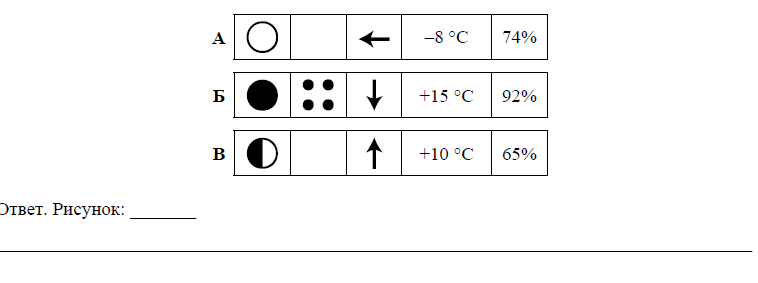 А –8 °C 74%
Б +15 °C 92%
В +10 °C 65%
Ответ. Рисунок: ________